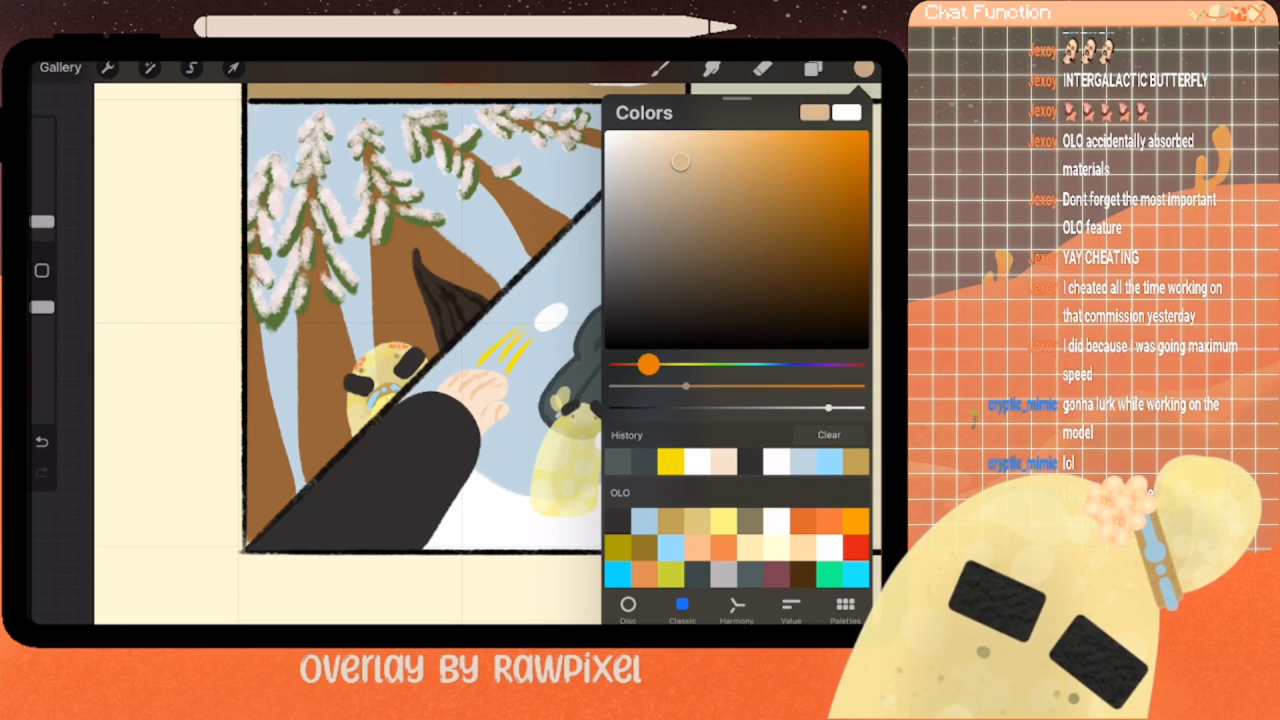 Chat Function
Gallery
Colors
History
Clear
OLO
Disc
Classic
Harmony
Value
Palettes
Jexoy
Jexoy INTERGALACTIC BUTTERFLY
Jexoy
Jexoy OLO accidentally absorbed
materials
Jexoy Dont forget the most important
OLO feature
Jexoy YAY CHEATING
Jexoy I cheated all the time working on
that commission yesterday
Jexoy I did because I was going maximum
speed
cryptic_mimic gonna lurk while working on the
model
cryptic_mimic lol
OVERLAY BY RAWPIXEL